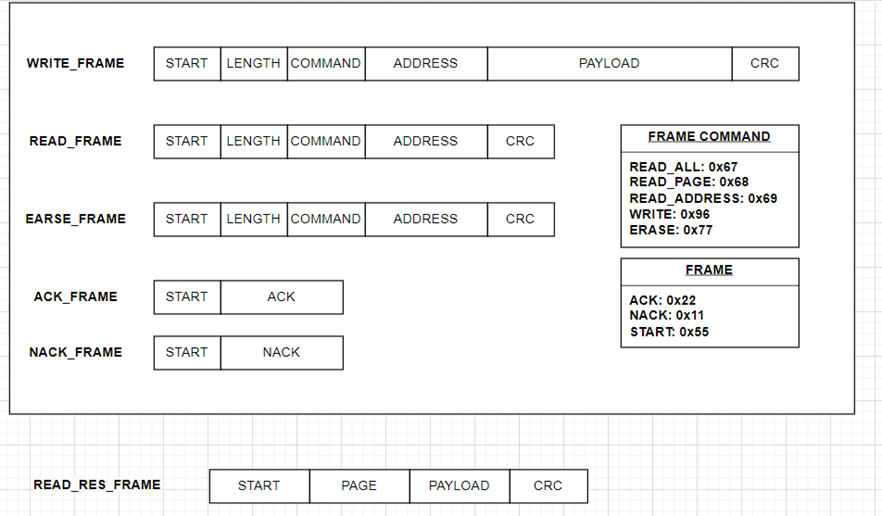 WRITE_FRAME START LENGTH COMMAND ADDRESS PAYLOAD CRC
READ_FRAME START LENGTH COMMAND ADDRESS CRC
EARSE_FRAME START LENGTH COMMAND ADDRESS CRC
ACK_FRAME START ACK
NACK_FRAME START NACK
FRAME COMMAND
READ_ALL: 0x67
READ_PAGE: 0x68
READ_ADDRESS: 0x69
WRITE: 0x96
ERASE: 0x77
FRAME
ACK: 0x22
NACK: 0x11
START: 0x55
READ_RES_FRAME START PAGE PAYLOAD CRC